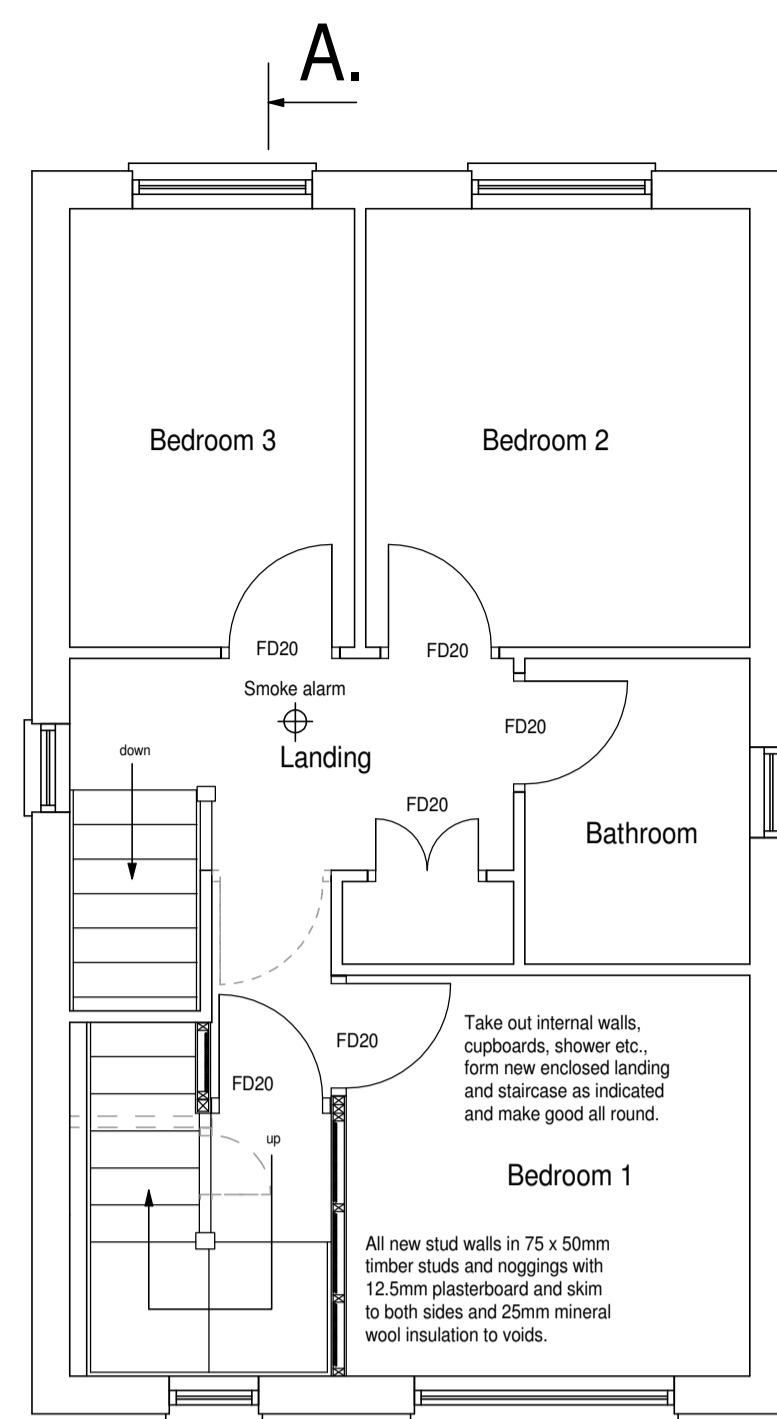 A.
Bedroom 3
Bedroom 2
FD20
FD20
Smoke alarm
FD20
down
Landing
FD20
Bathroom
Take out internal walls,
cupboards, shower etc.,
form new enclosed landing
and staircase as indicated
and make good all round.
FD20
FD20
up
Bedroom 1
All new stud walls in 75 x 50mm
timber studs and noggings with
12.5mm plasterboard and skim
to both sides and 25mm mineral
wool insulation to voids.